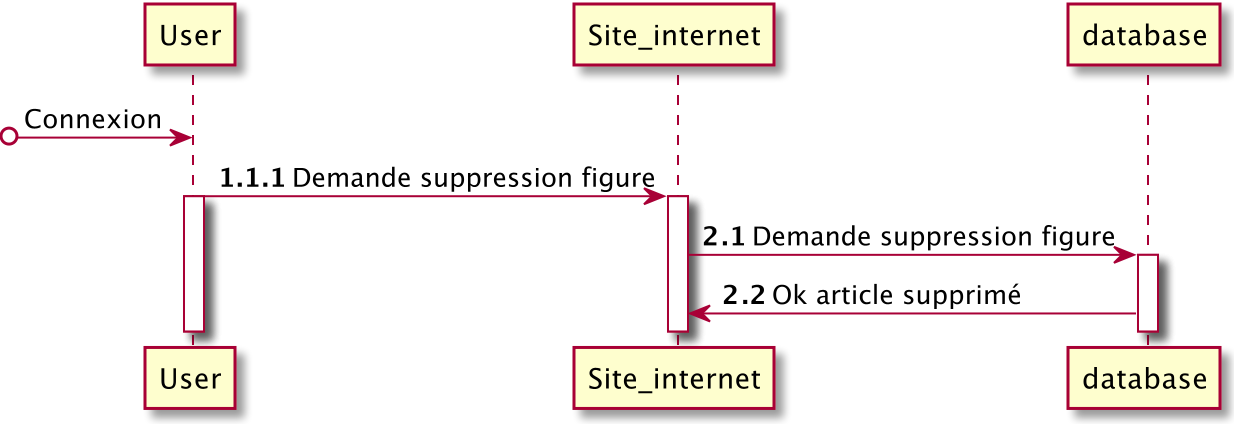 User
Site_internet
database
Connexion
1.1.1 Demande suppression figure
2.1 Demande suppression figure
2.2 Ok article supprimé
User
Site_internet
database